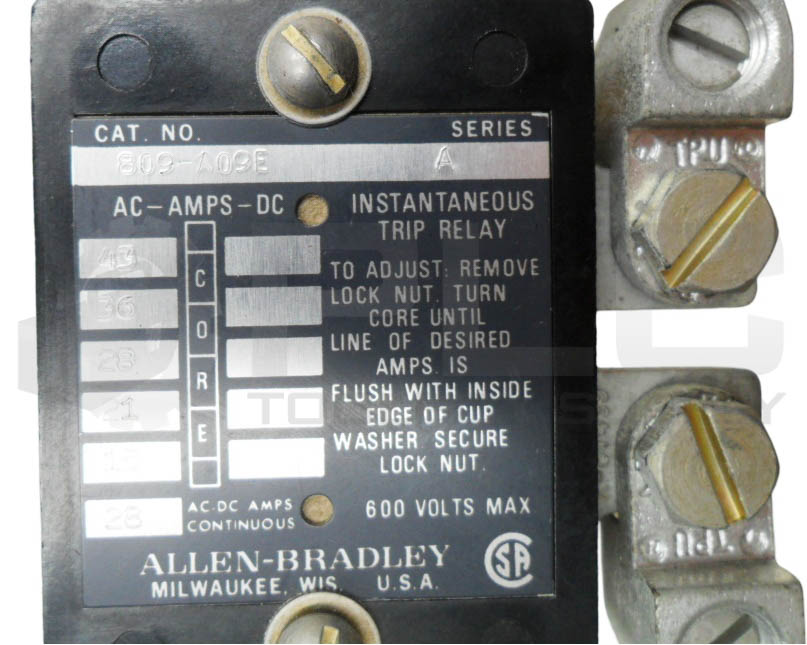 CAT. NO. SERIES
809-A09E A
AC-AMPS-DC
INSTANTANEOUS
TRIP RELAY
43
36
28
21
C
O
R
E
TO ADJUST: REMOVE
LOCK NUT. TURN
CORE UNTIL
LINE OF DESIRED
AMPS. IS
FLUSH WITH INSIDE
EDGE OF CUP
WASHER. SECURE
LOCK NUT.
28
AC-DC AMPS
CONTINUOUS
600 VOLTS MAX
ALLEN-BRADLEY
MILWAUKEE, WIS. U.S.A.
SA
TPU
TPU